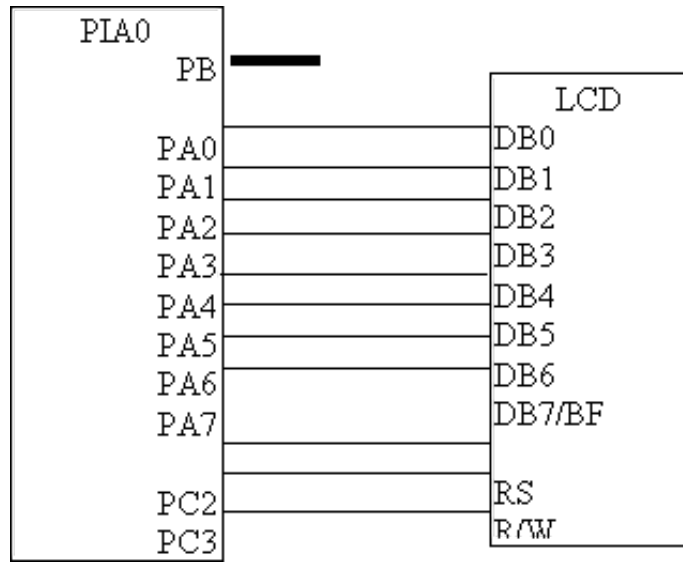 PIA0
PB
PA0
PA1
PA2
PA3
PA4
PA5
PA6
PA7
PC2
PC3
LCD
DB0
DB1
DB2
DB3
DB4
DB5
DB6
DB7/BF
RS
R/W